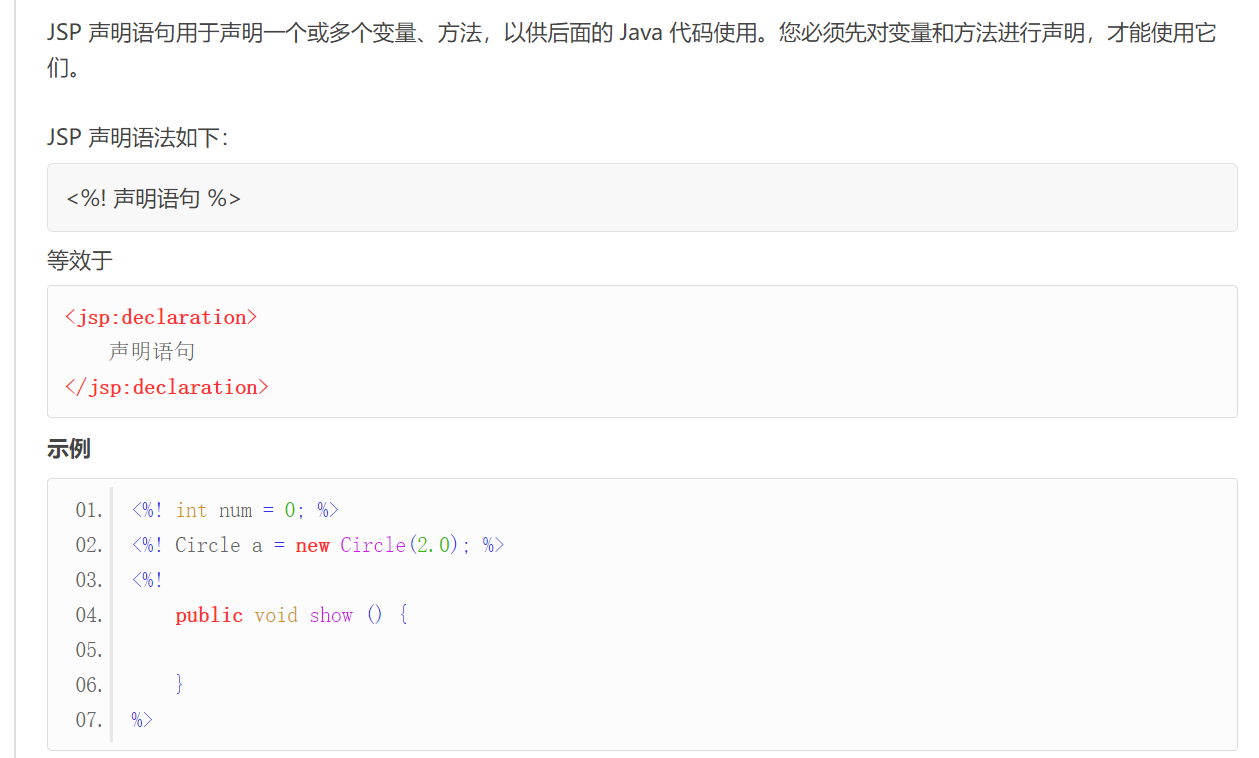 JSP 声明语句用于声明一个或多个变量、方法，以供后面的 Java 代码使用。您必须先对变量和方法进行声明，才能使用它
们。
JSP 声明语法如下：
<%! 声明语句 %>
等效于
<jsp:declaration>
    声明语句
</jsp:declaration>
示例
01. <%! int num = 0; %>
02. <%! Circle a = new Circle(2.0); %>
03. <%!
04.     public void show () {
05.
06.     }
07. %>